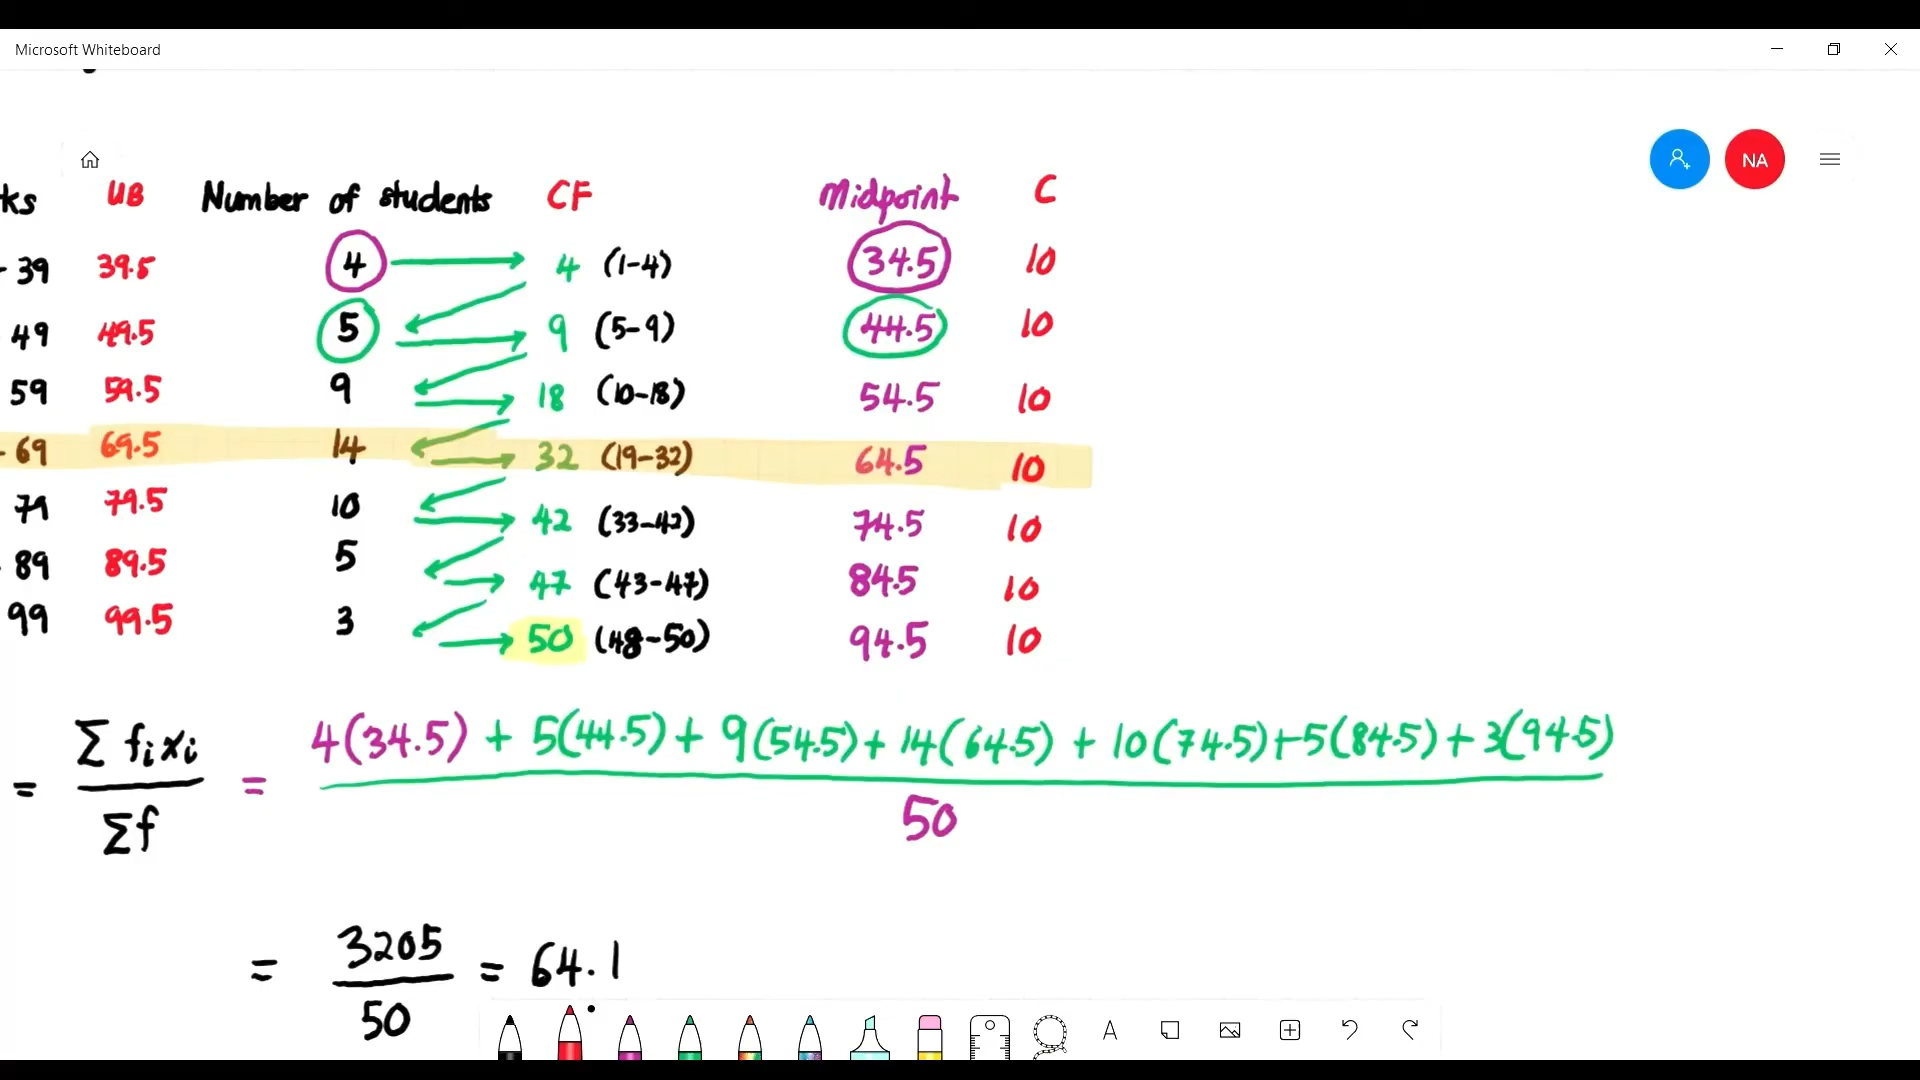 Microsoft Whiteboard
NA
ks UB Number of students CF Midpoint C
- 39 39.5 4 4 (1-4) 34.5 10
49 49.5 5 9 (5-9) 44.5 10
59 59.5 9 18 (10-18) 54.5 10
- 69 69.5 14 32 (19-32) 64.5 10
79 79.5 10 42 (33-42) 74.5 10
89 89.5 5 47 (43-47) 84.5 10
99 99.5 3 50 (48-50) 94.5 10
= Σ fixi / Σf = 4(34.5) + 5(44.5) + 9(54.5) + 14(64.5) + 10(74.5) + 5(84.5) + 3(94.5) / 50
= 3205 / 50 = 64.1
A